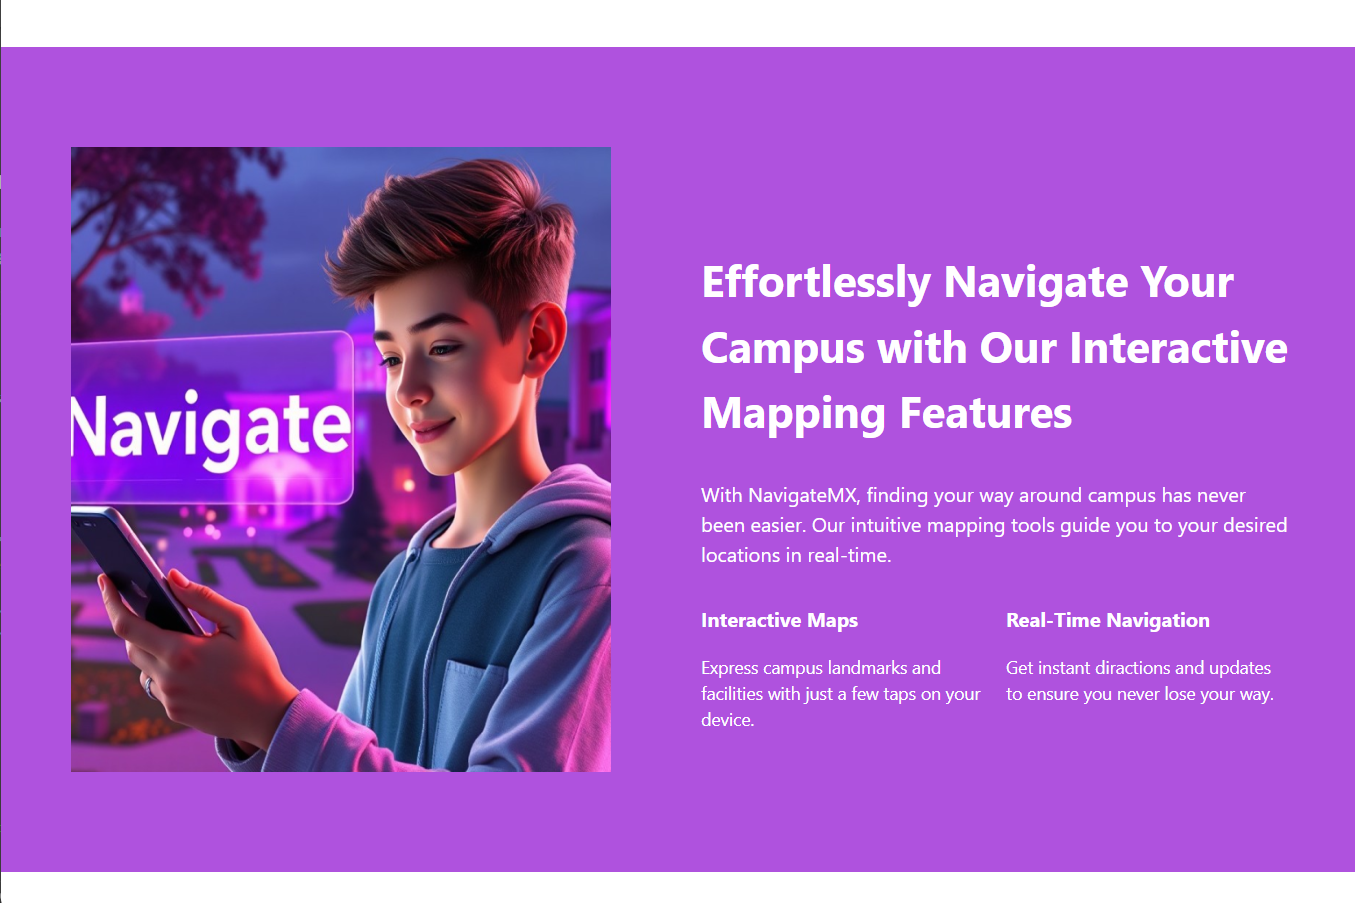 Navigate
Effortlessly Navigate Your
Campus with Our Interactive
Mapping Features
With NavigateMX, finding your way around campus has never
been easier. Our intuitive mapping tools guide you to your desired
locations in real-time.
Interactive Maps
Express campus landmarks and
facilities with just a few taps on your
device.
Real-Time Navigation
Get instant diractions and updates
to ensure you never lose your way.